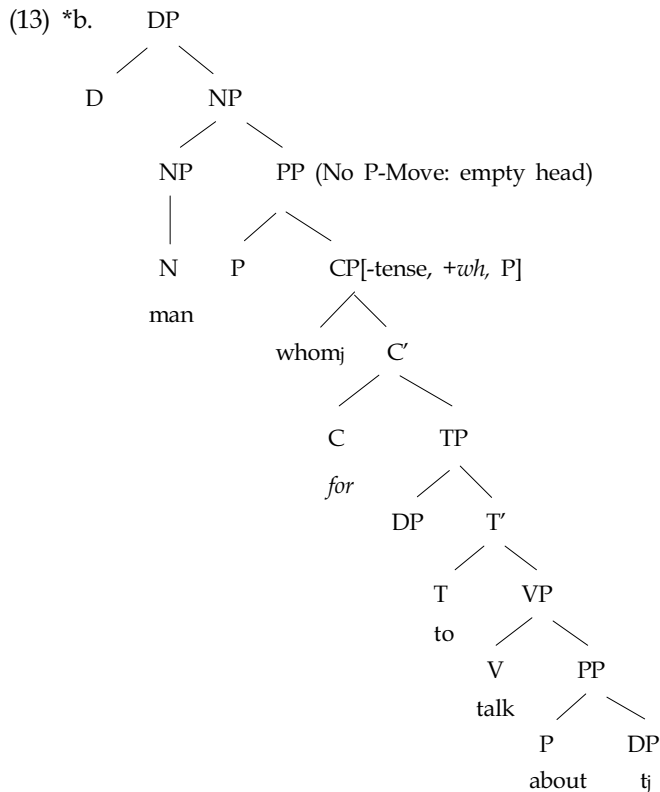 (13) *b. DP
D NP
NP PP (No P-Move: empty head)
N P CP[-tense, +wh, P]
man
whomj C′
C TP
for
DP T′
T VP
to
V PP
talk
P DP
about tj